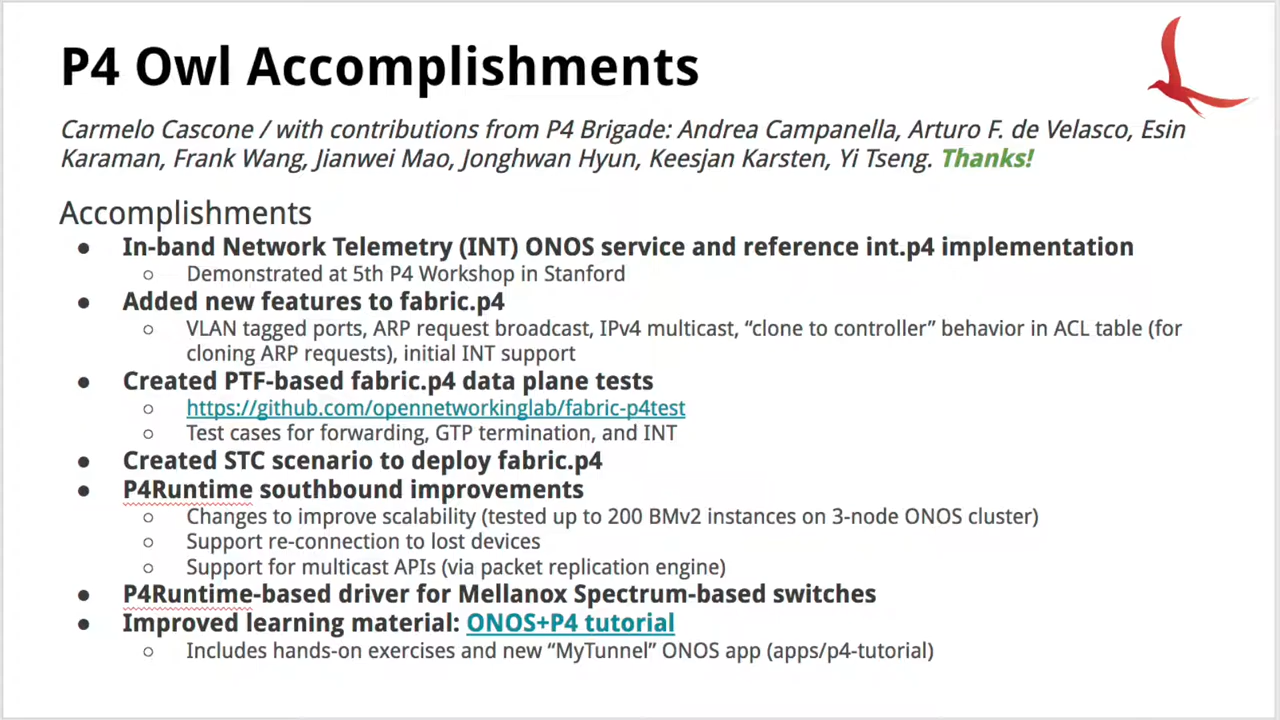 P4 Owl Accomplishments
Carmelo Cascone / with contributions from P4 Brigade: Andrea Campanella, Arturo F. de Velasco, Esin
Karaman, Frank Wang, Jianwei Mao, Jonghwan Hyun, Keesjan Karsten, Yi Tseng. Thanks!
Accomplishments
● In-band Network Telemetry (INT) ONOS service and reference int.p4 implementation
○ Demonstrated at 5th P4 Workshop in Stanford
● Added new features to fabric.p4
○ VLAN tagged ports, ARP request broadcast, IPv4 multicast, “clone to controller” behavior in ACL table (for
cloning ARP requests), initial INT support
● Created PTF-based fabric.p4 data plane tests
○ https://github.com/opennetworkinglab/fabric-p4test
○ Test cases for forwarding, GTP termination, and INT
● Created STC scenario to deploy fabric.p4
● P4Runtime southbound improvements
○ Changes to improve scalability (tested up to 200 BMv2 instances on 3-node ONOS cluster)
○ Support re-connection to lost devices
○ Support for multicast APIs (via packet replication engine)
● P4Runtime-based driver for Mellanox Spectrum-based switches
● Improved learning material: ONOS+P4 tutorial
○ Includes hands-on exercises and new “MyTunnel” ONOS app (apps/p4-tutorial)